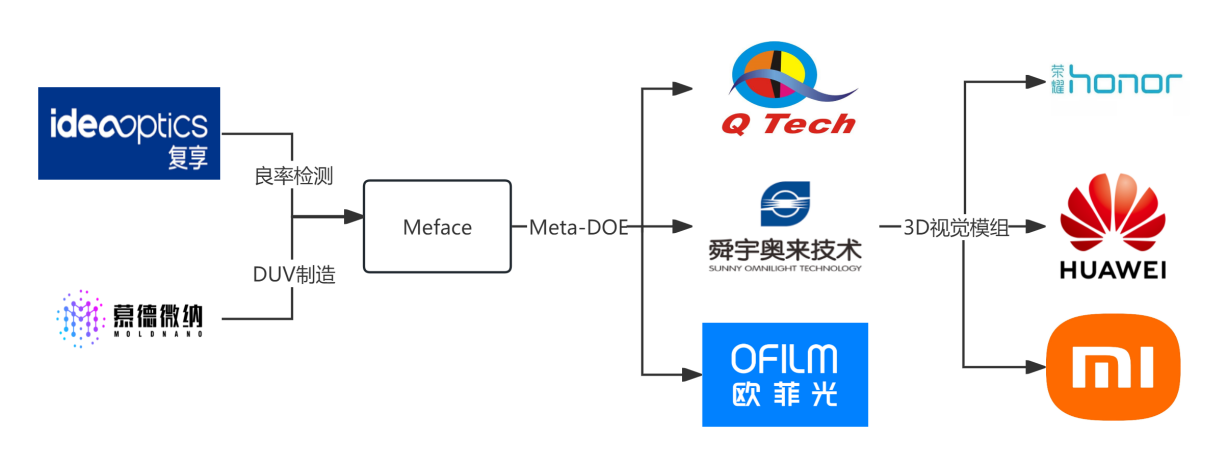 ideaoptics
复享
良率检测
DUV制造
慕德微纳
MOLDNANO
Meface
Meta-DOE
Q Tech
舜宇奥来技术
SUNNY OMNILIGHT TECHNOLOGY
OFILM
欧菲光
3D视觉模组
荣耀 honor
HUAWEI
mi